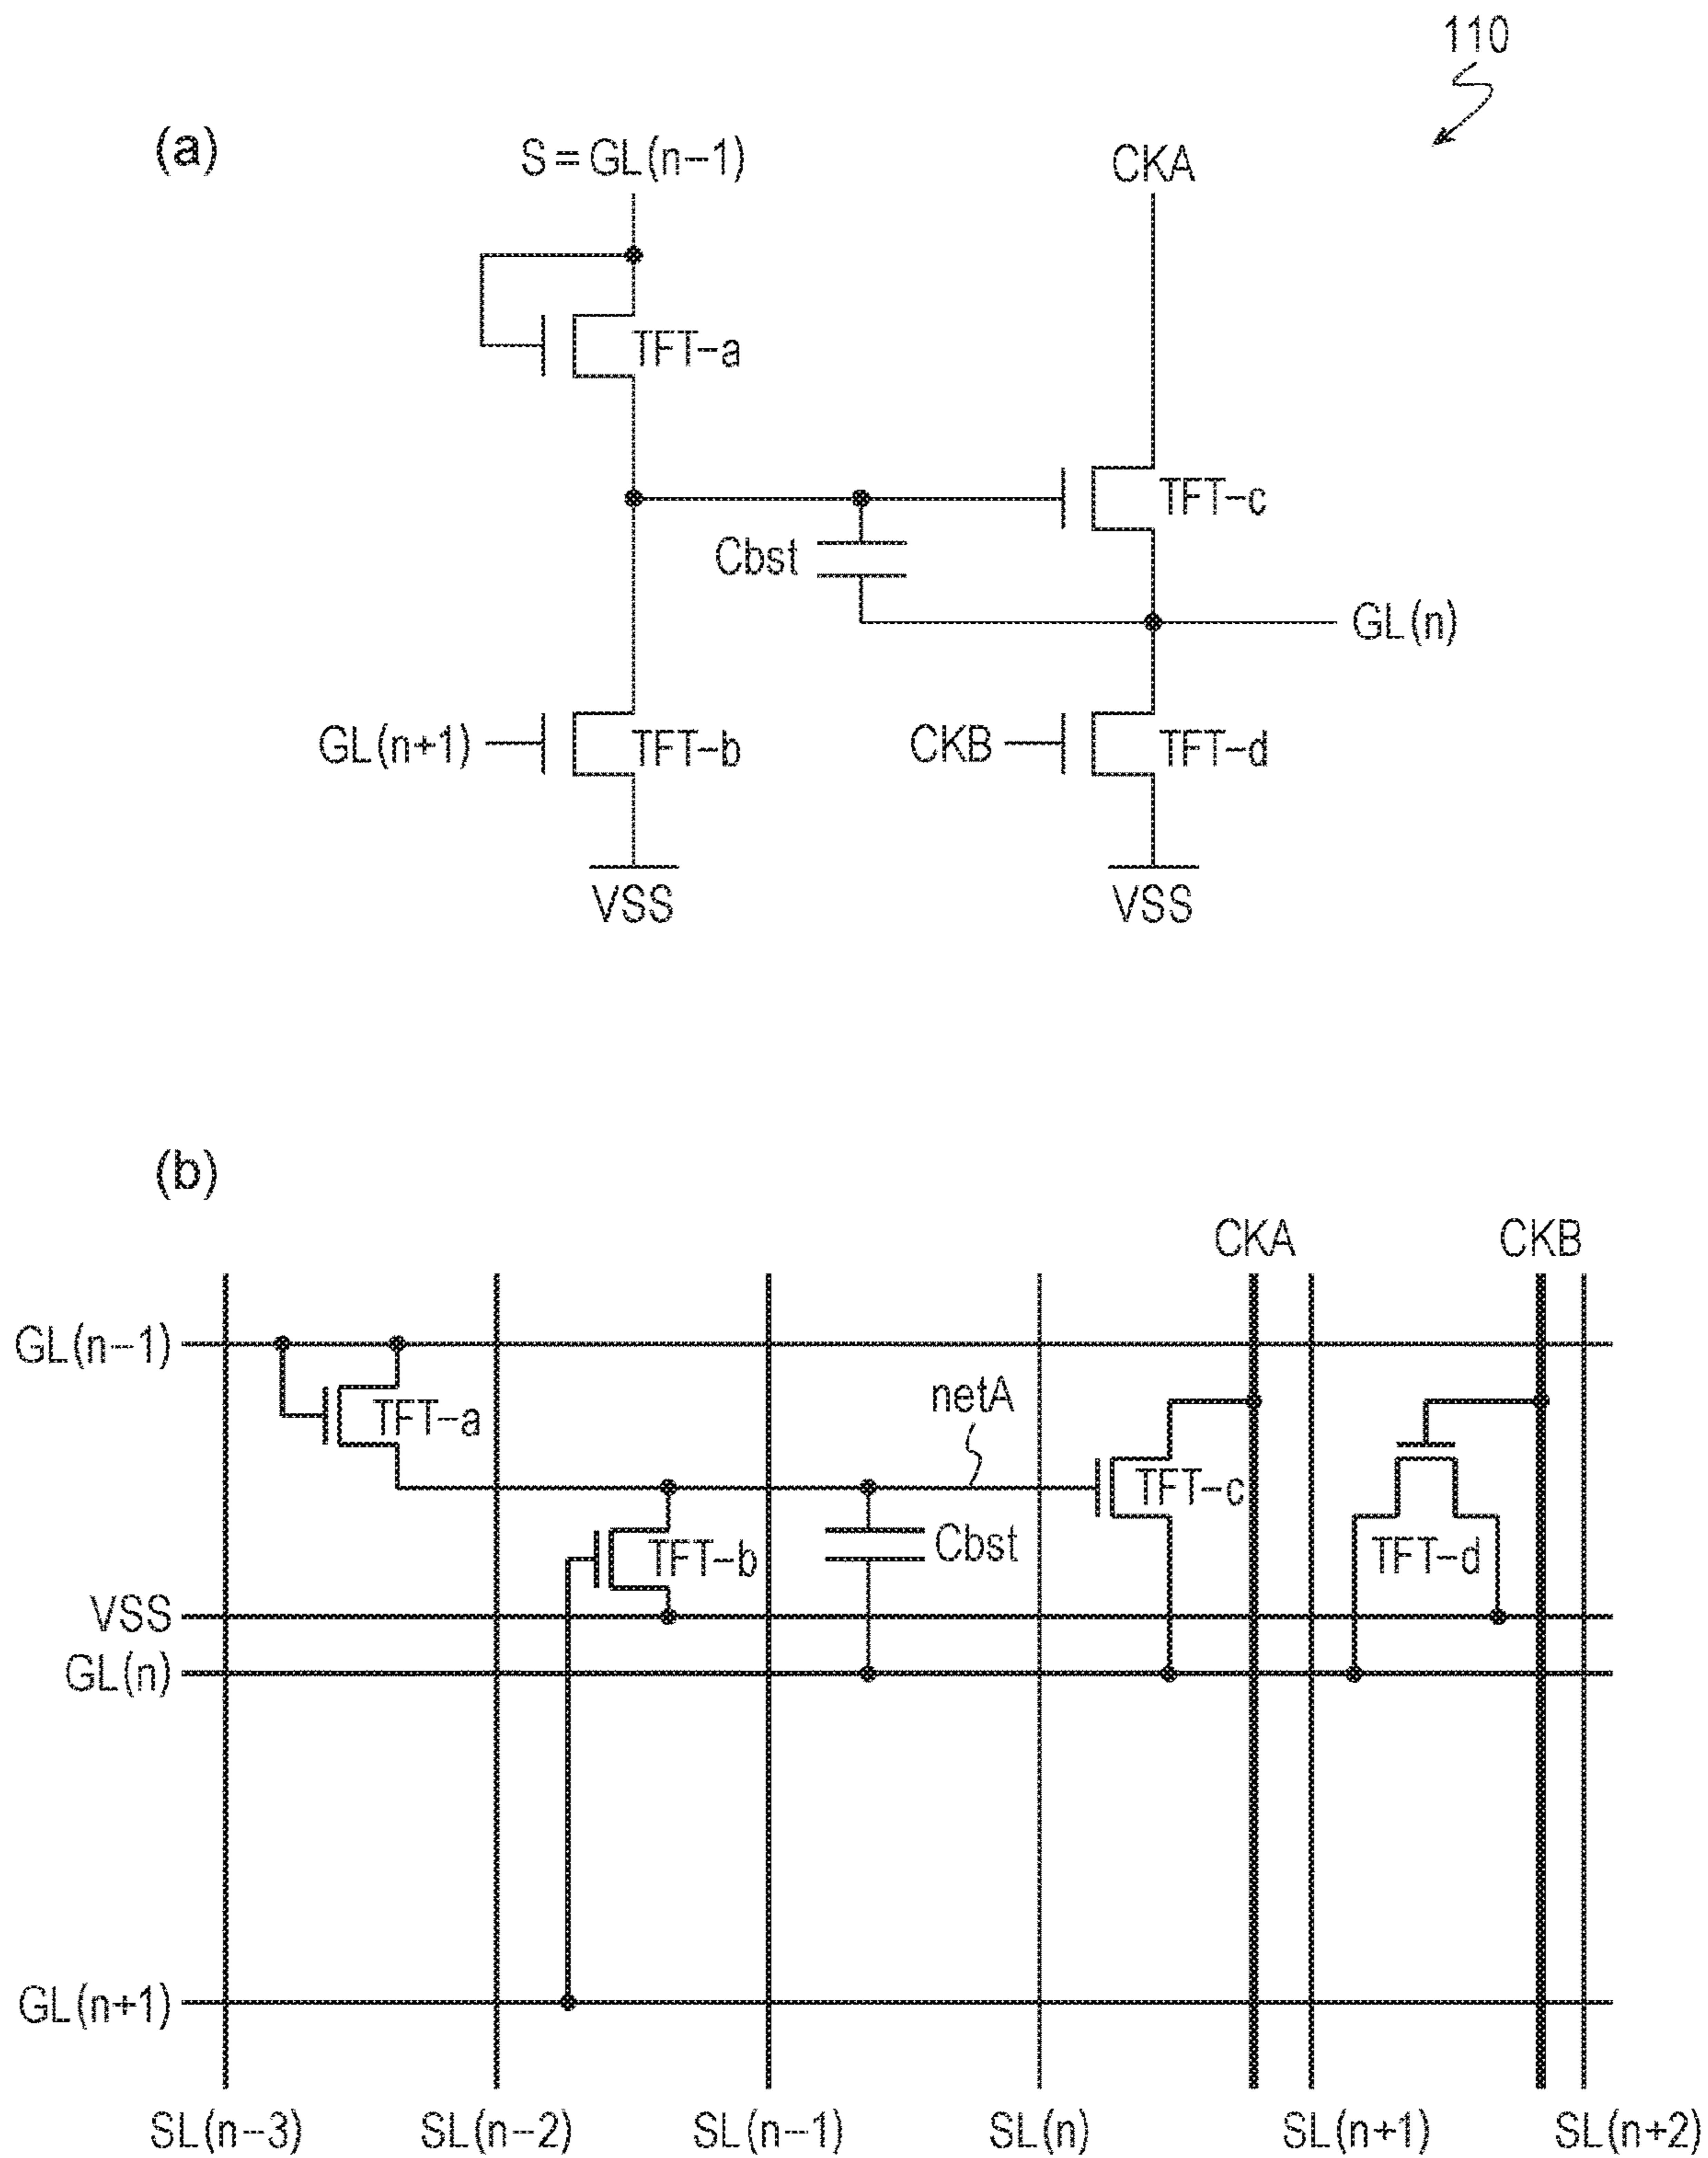 110
(a)
S=GL(n-1)
CKA
TFT-a
TFT-c
Cbst
GL(n)
GL(n+1)
TFT-b
CKB
TFT-d
VSS
VSS
(b)
CKA
CKB
GL(n-1)
TFT-a
netA
TFT-c
TFT-b
Cbst
TFT-d
VSS
GL(n)
GL(n+1)
SL(n-3)
SL(n-2)
SL(n-1)
SL(n)
SL(n+1)
SL(n+2)